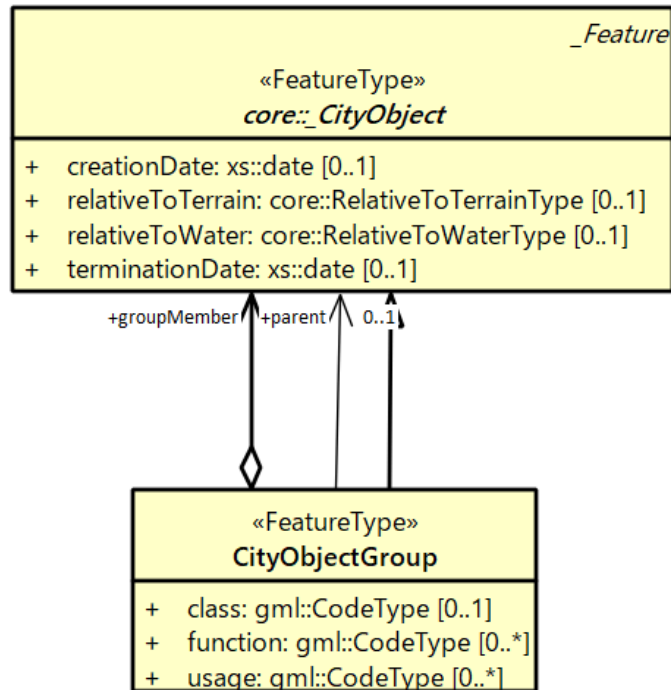 _Feature
«FeatureType»
core::_CityObject
+ creationDate: xs::date [0..1]
+ relativeToTerrain: core::RelativeToTerrainType [0..1]
+ relativeToWater: core::RelativeToWaterType [0..1]
+ terminationDate: xs::date [0..1]
+groupMember +parent 0..1
«FeatureType»
CityObjectGroup
+ class: gml::CodeType [0..1]
+ function: gml::CodeType [0..*]
+ usage: gml::CodeType [0..*]